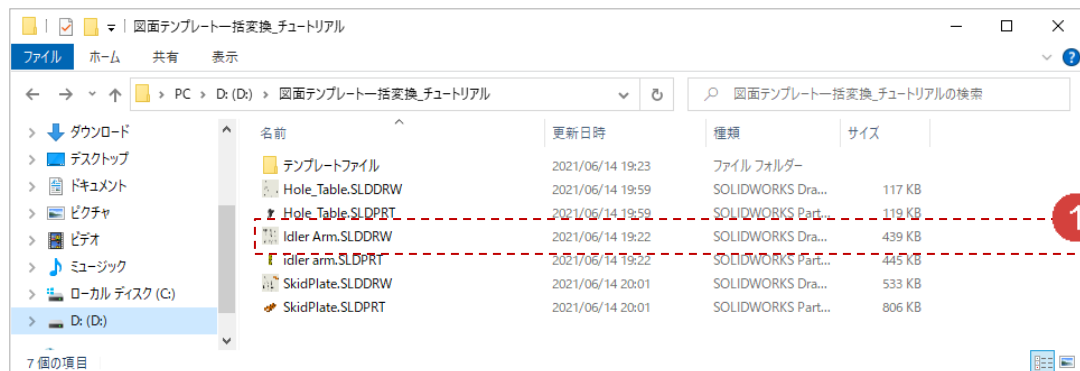 図面テンプレート一括変換_チュートリアル
ファイル ホーム 共有 表示
PC > D: (D:) > 図面テンプレート一括変換_チュートリアル 図面テンプレート一括変換_チュートリアルの検索
ダウンロード 名前 更新日時 種類 サイズ
デスクトップ テンプレートファイル 2021/06/14 19:23 ファイル フォルダー
ドキュメント Hole_Table.SLDDRW 2021/06/14 19:59 SOLIDWORKS Dra... 117 KB
ピクチャ Hole_Table.SLDPRT 2021/06/14 19:59 SOLIDWORKS Part... 119 KB
1
ビデオ Idler Arm.SLDDRW 2021/06/14 19:22 SOLIDWORKS Dra... 439 KB
ミュージック idler arm.SLDPRT 2021/06/14 19:22 SOLIDWORKS Part... 445 KB
ローカル ディスク (C:) SkidPlate.SLDDRW 2021/06/14 20:01 SOLIDWORKS Dra... 533 KB
D: (D:) SkidPlate.SLDPRT 2021/06/14 20:01 SOLIDWORKS Part... 806 KB
7 個の項目